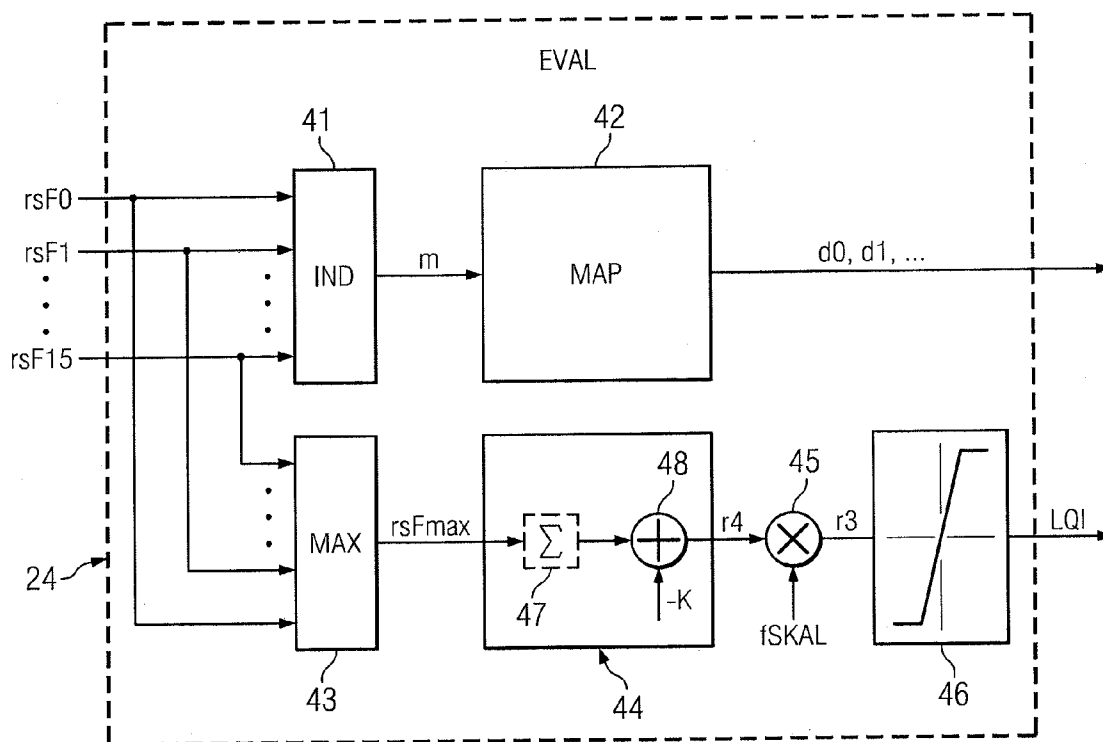 EVAL
41
42
rsF0
rsF1
rsF15
IND
m
MAP
d0, d1, ...
48
45
MAX
rsFmax
Σ
r4
r3
LQI
24
47
–K
fSKAL
43
44
46